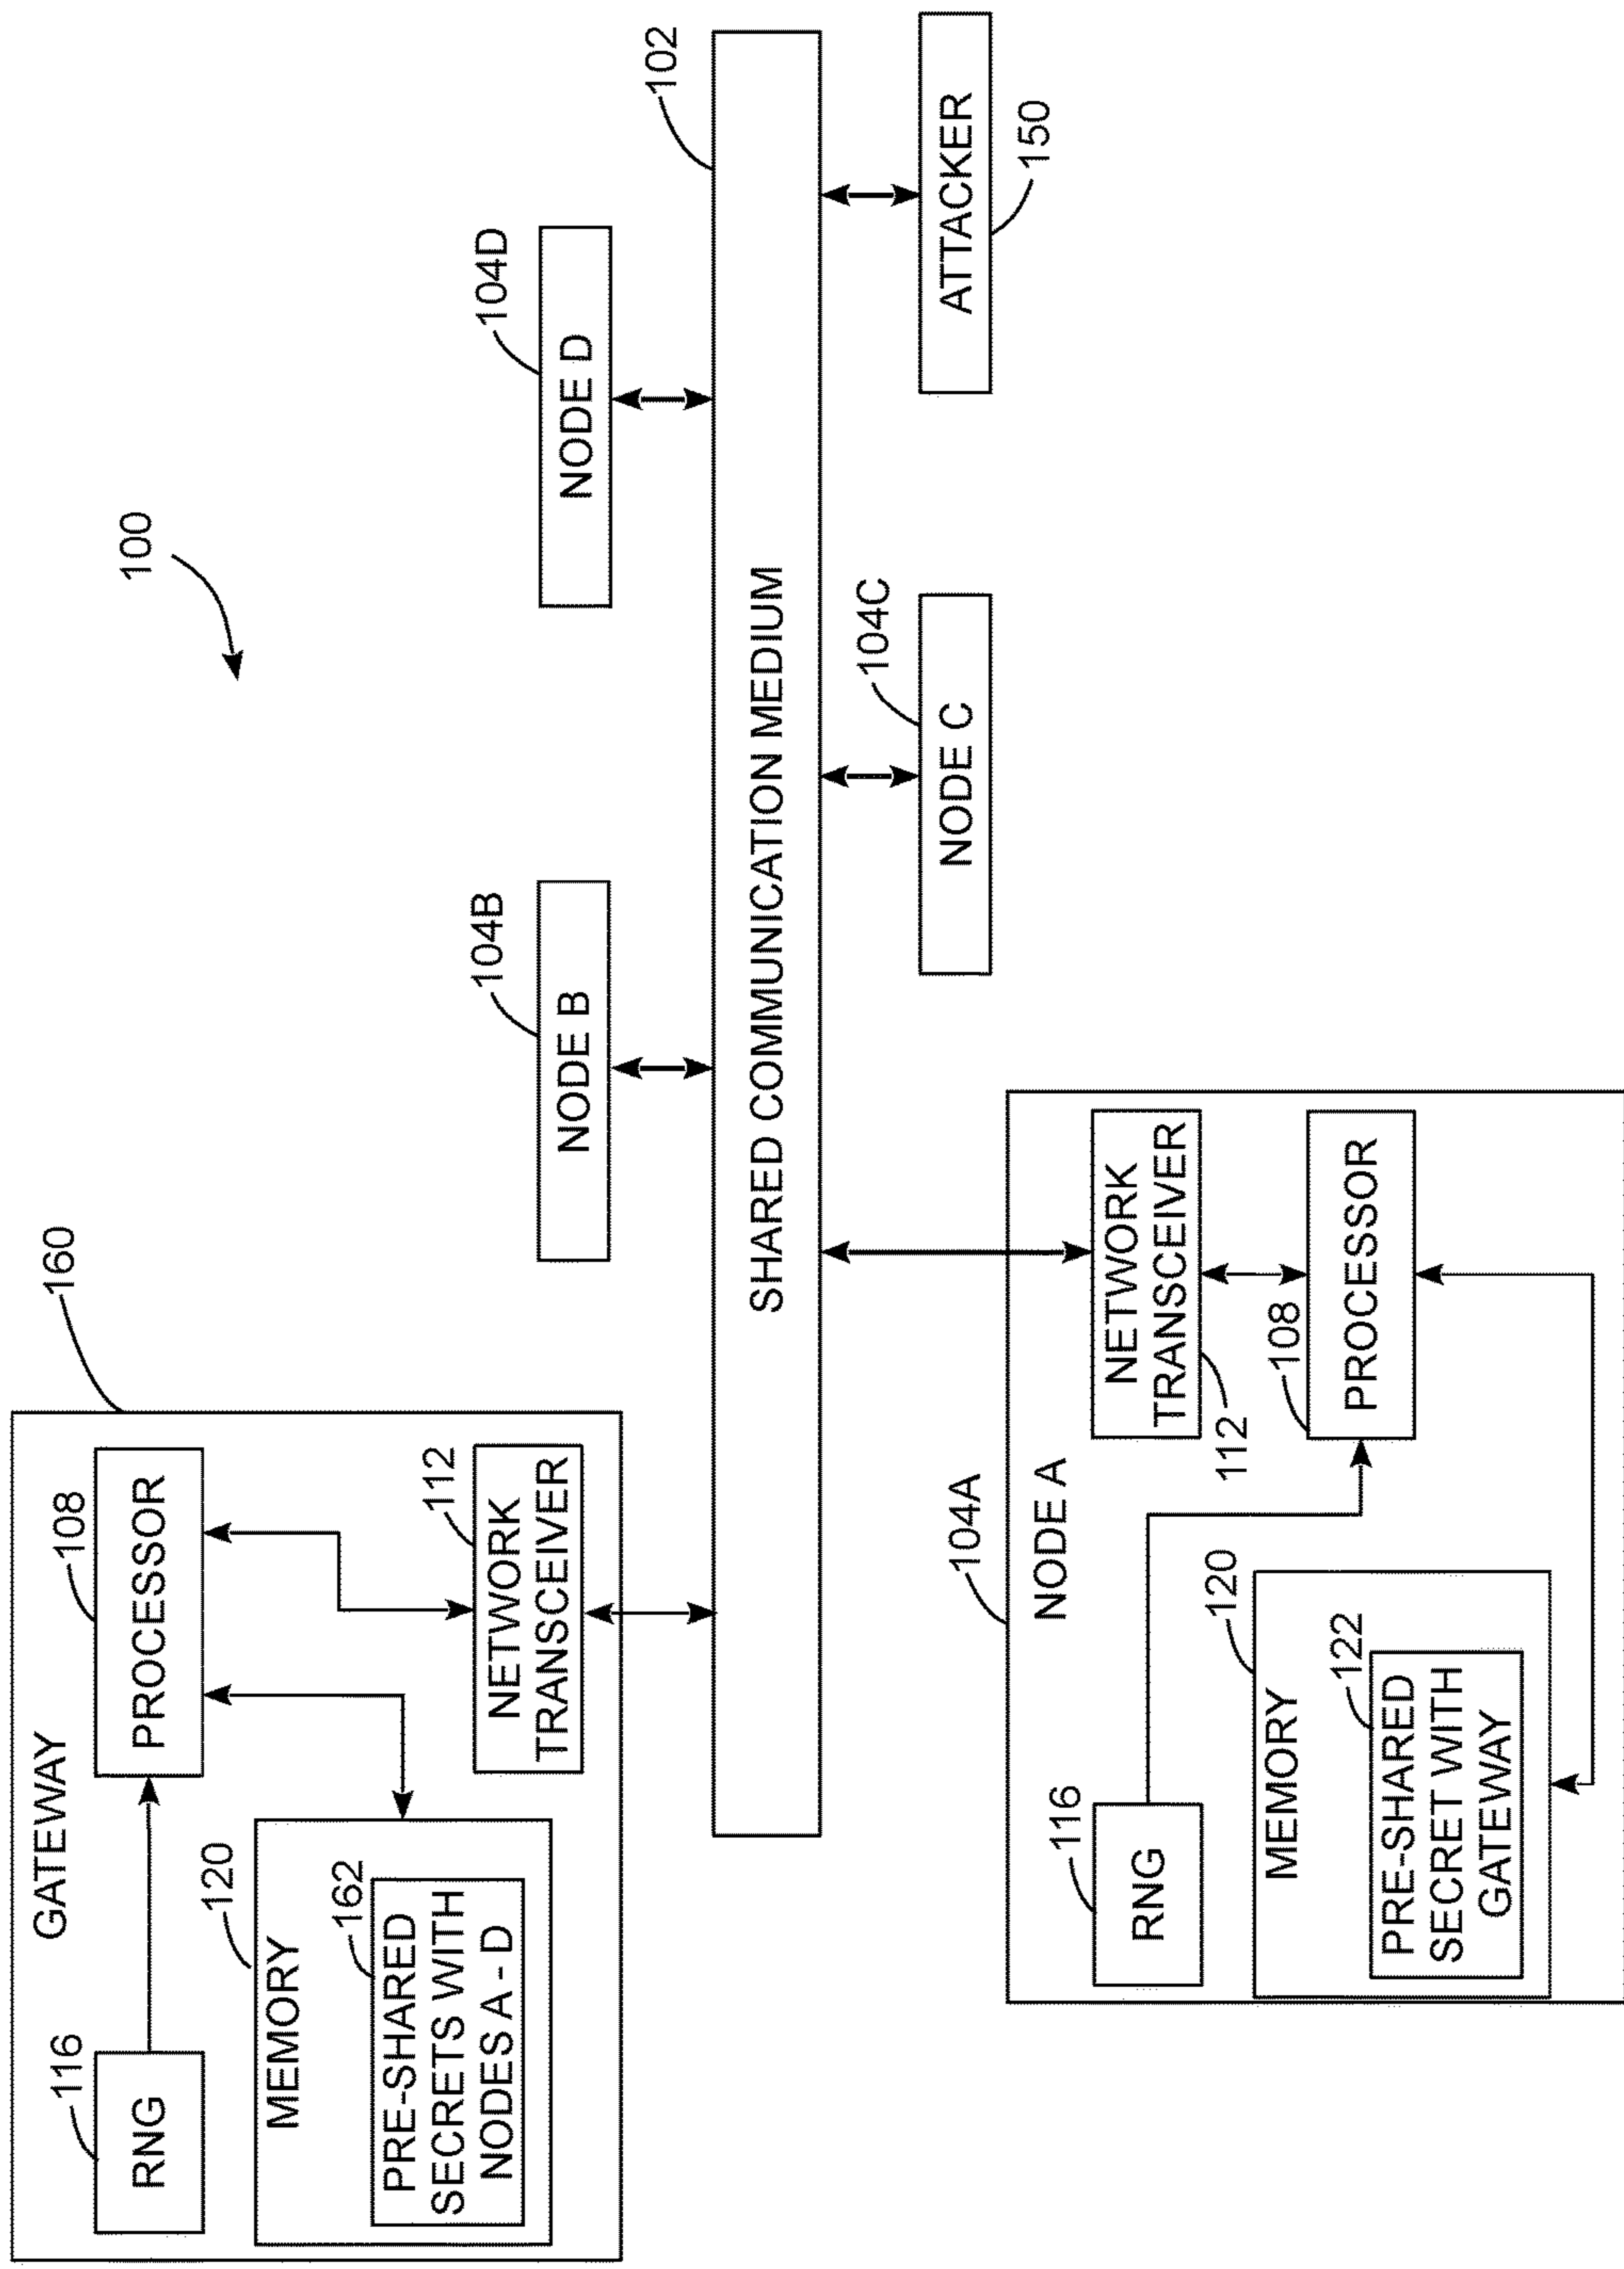 100
160
GATEWAY
116
RNG
108
PROCESSOR
120
MEMORY
162
PRE-SHARED
SECRETS WITH
NODES A - D
112
NETWORK
TRANSCEIVER
104B
NODE B
104D
NODE D
102
SHARED COMMUNICATION MEDIUM
104A
NODE A
116
RNG
112
NETWORK
TRANSCEIVER
108
PROCESSOR
120
MEMORY
122
PRE-SHARED
SECRET WITH
GATEWAY
104C
NODE C
ATTACKER
150